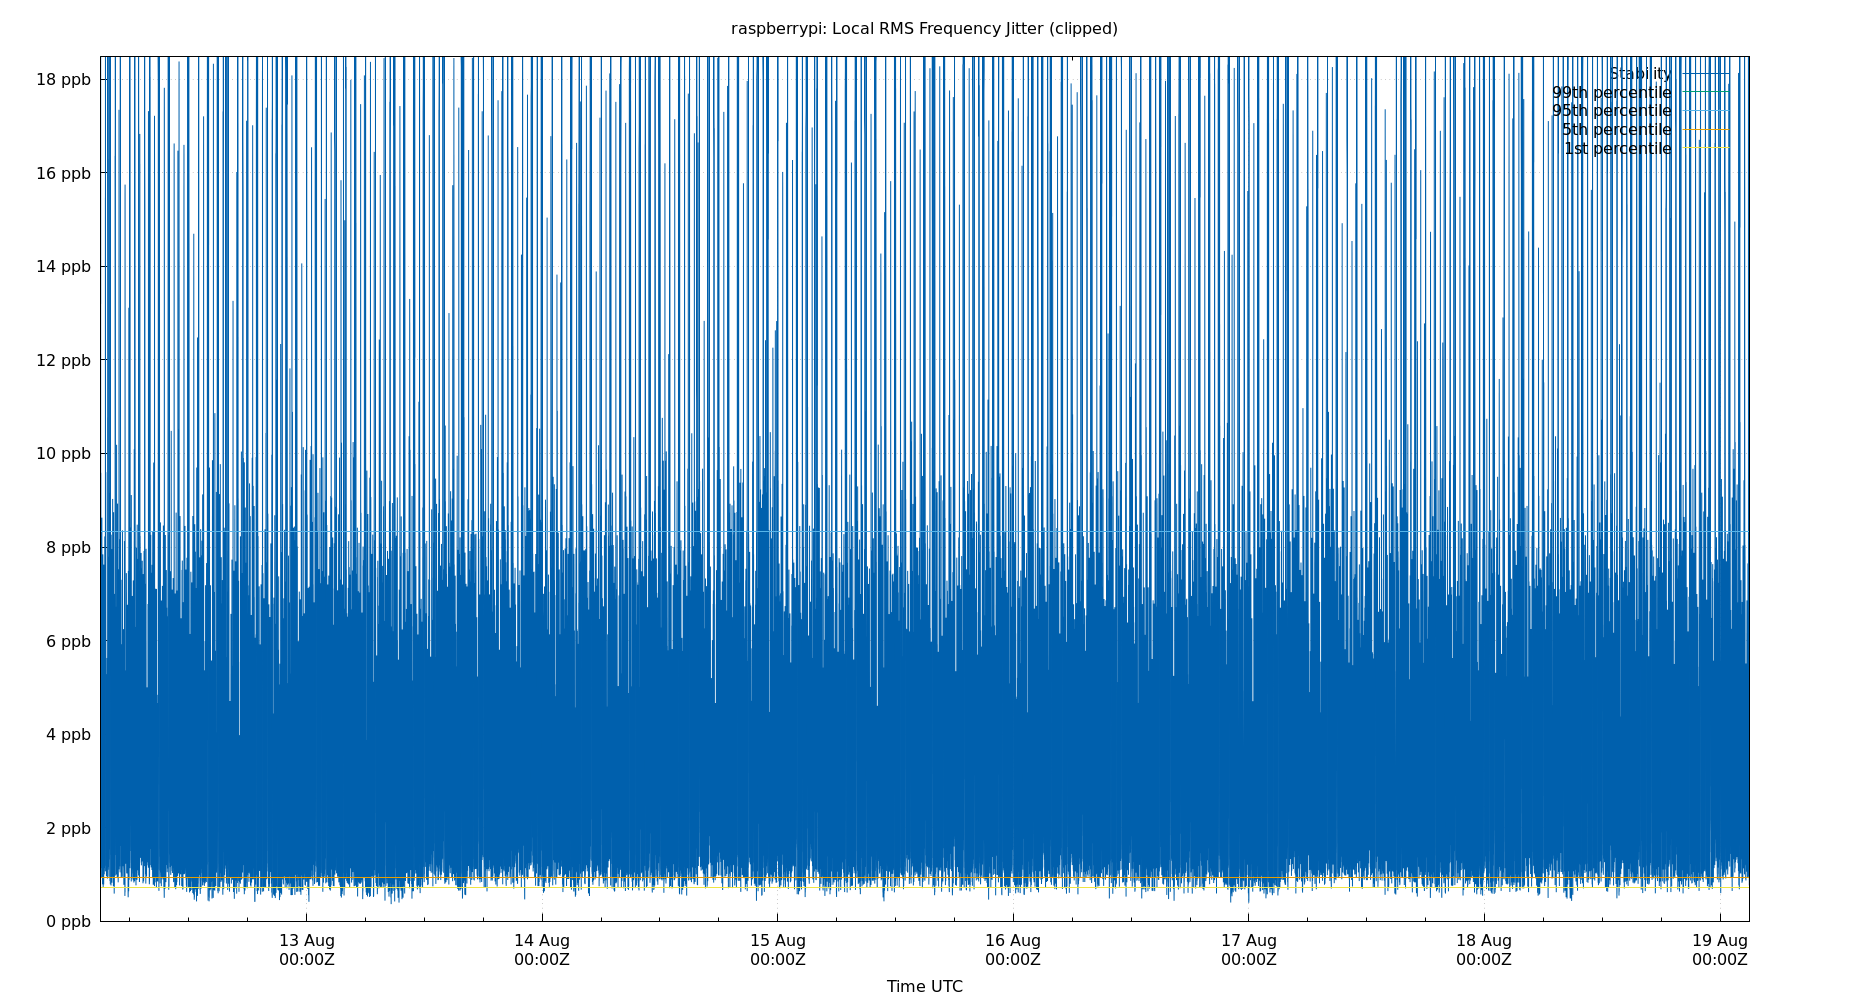 raspberrypi: Local RMS Frequency Jitter (clipped)
18 ppb
16 ppb
14 ppb
12 ppb
10 ppb
8 ppb
6 ppb
4 ppb
2 ppb
0 ppb
Stability
99th percentile
95th percentile
5th percentile
1st percentile
13 Aug
00:00Z
14 Aug
00:00Z
15 Aug
00:00Z
16 Aug
00:00Z
17 Aug
00:00Z
18 Aug
00:00Z
19 Aug
00:00Z
Time UTC